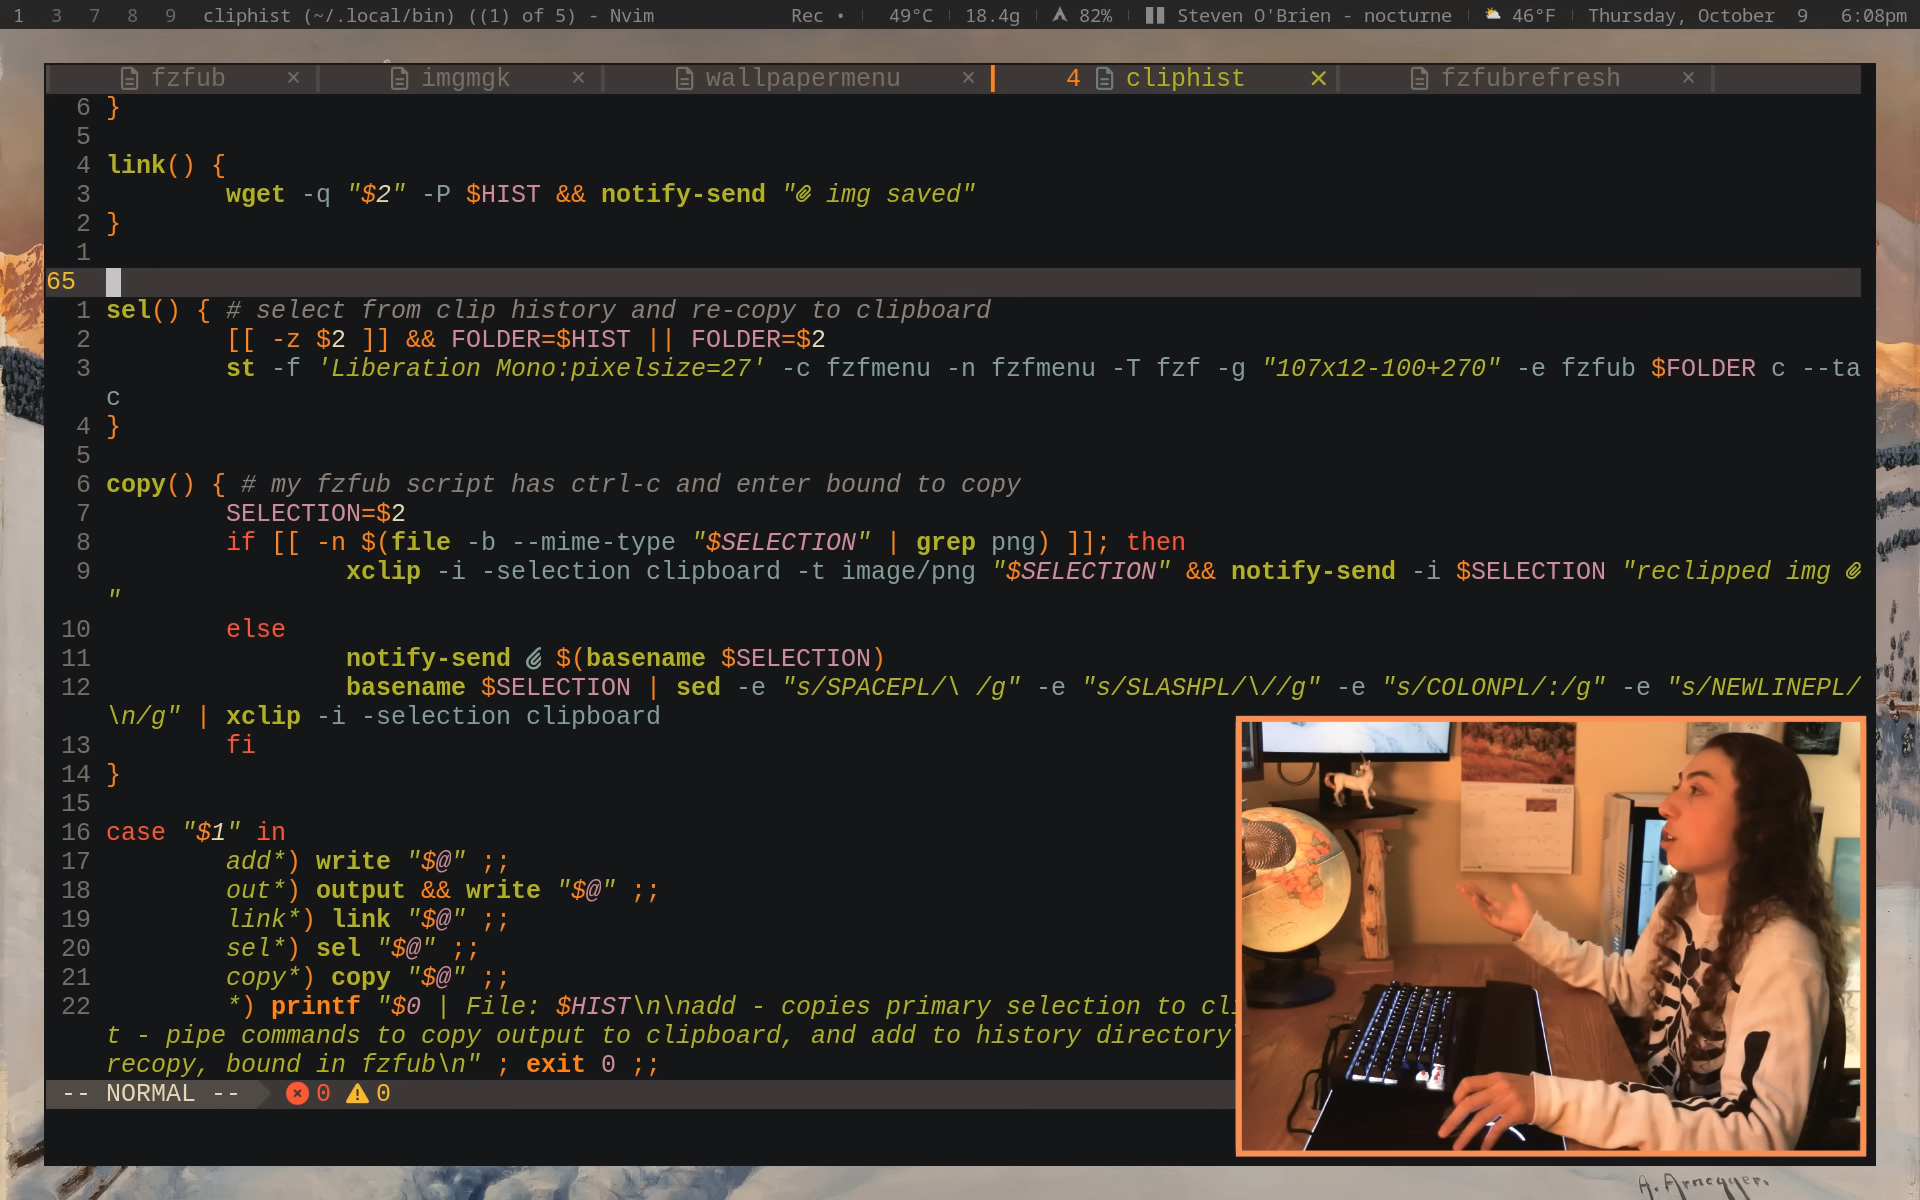 1 3 7 8 9 cliphist (~/.local/bin) ((1) of 5) - Nvim Rec • 49°C 18.4g 82% Steven O'Brien - nocturne 46°F Thursday, October 9 6:08pm
fzfub × imgmgk × wallpapermenu × 4 cliphist × fzfubrefresh ×
6 }
5
4 link() {
3 wget -q "$2" -P $HIST && notify-send "📎 img saved"
2 }
1
65
1 sel() { # select from clip history and re-copy to clipboard
2 [[ -z $2 ]] && FOLDER=$HIST || FOLDER=$2
3 st -f 'Liberation Mono:pixelsize=27' -c fzfmenu -n fzfmenu -T fzf -g "107x12-100+270" -e fzfub $FOLDER c --ta
c
4 }
5
6 copy() { # my fzfub script has ctrl-c and enter bound to copy
7 SELECTION=$2
8 if [[ -n $(file -b --mime-type "$SELECTION" | grep png) ]]; then
9 xclip -i -selection clipboard -t image/png "$SELECTION" && notify-send -i $SELECTION "reclipped img 📎
"
10 else
11 notify-send 📎 $(basename $SELECTION)
12 basename $SELECTION | sed -e "s/SPACEPL/\ /g" -e "s/SLASHPL/\//g" -e "s/COLONPL/:/g" -e "s/NEWLINEPL/
\n/g" | xclip -i -selection clipboard
13 fi
14 }
15
16 case "$1" in
17 add*) write "$@" ;;
18 out*) output && write "$@" ;;
19 link*) link "$@" ;;
20 sel*) sel "$@" ;;
21 copy*) copy "$@" ;;
22 *) printf "$0 | File: $HIST\n\nadd - copies primary selection to cli
t - pipe commands to copy output to clipboard, and add to history directory
recopy, bound in fzfub\n" ; exit 0 ;;
-- NORMAL -- 0 0
October
A. Arnegger.